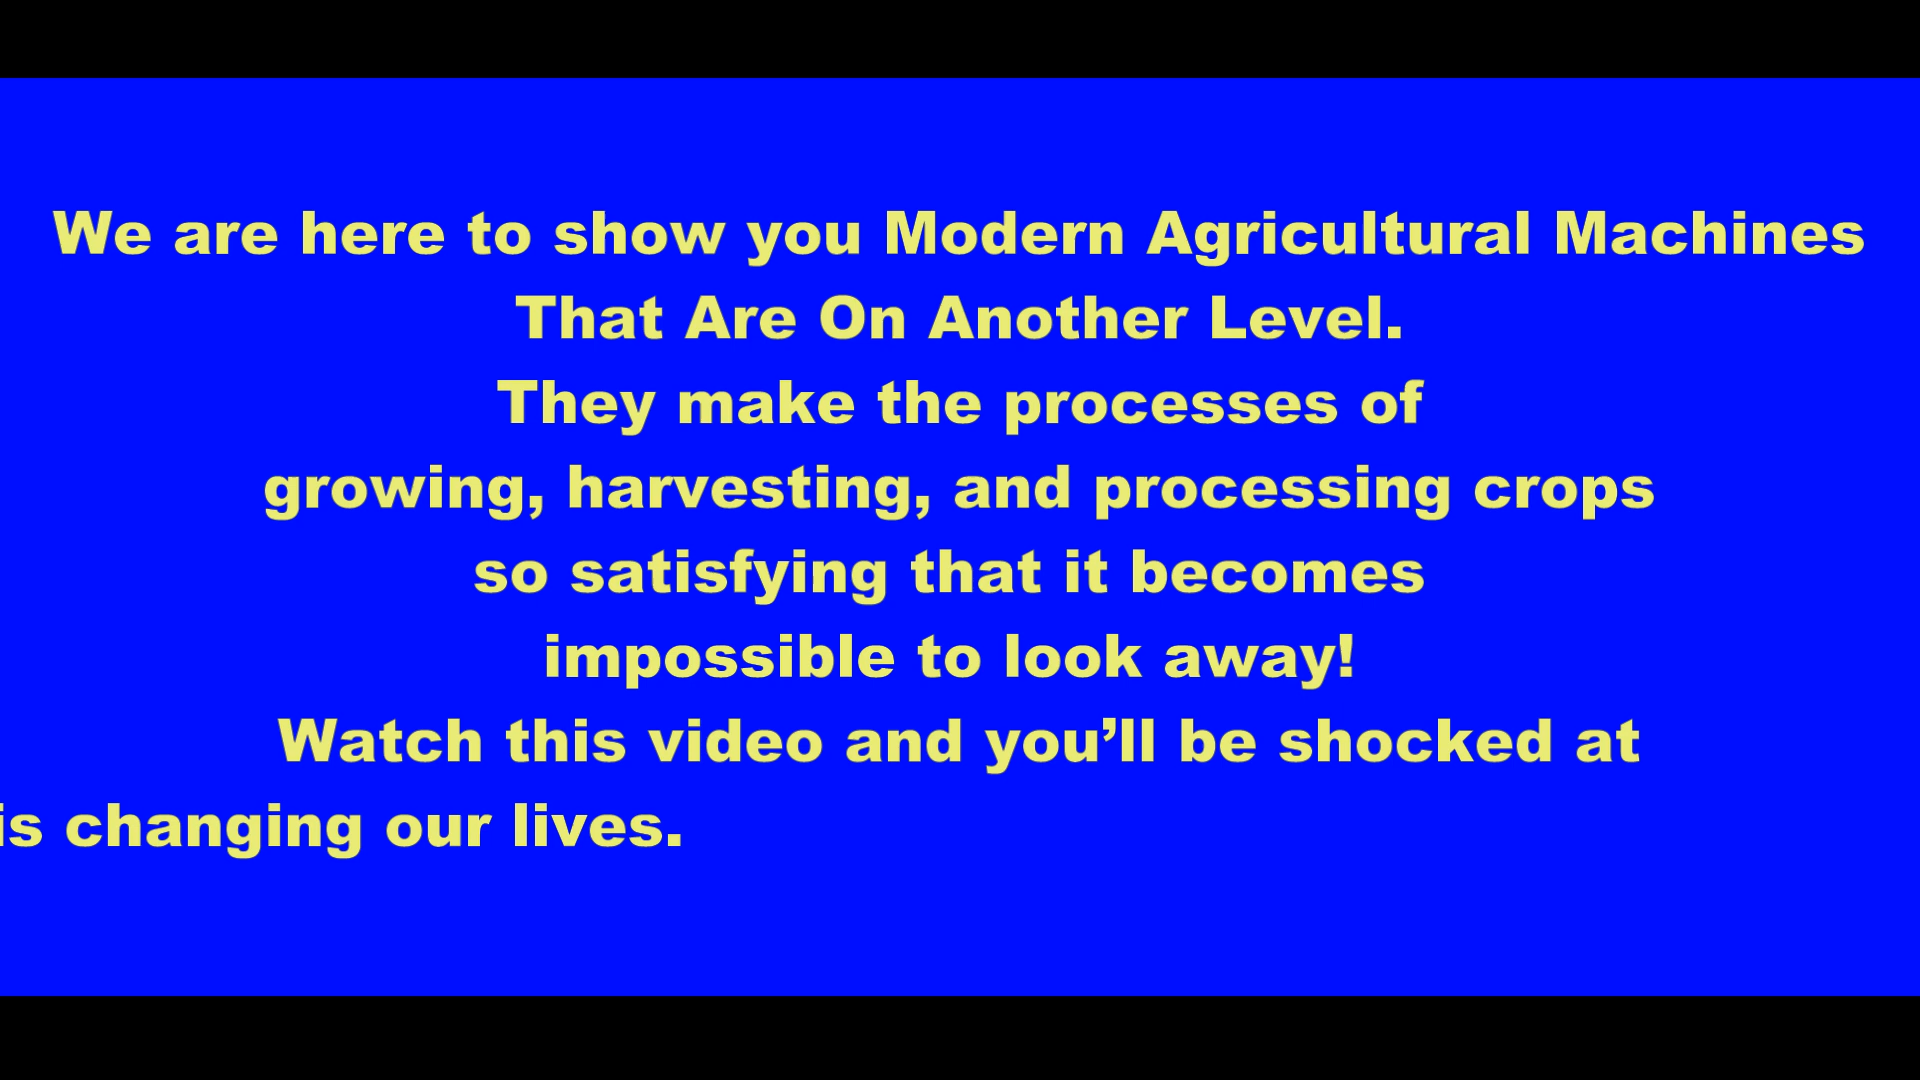 We are here to show you Modern Agricultural Machines
That Are On Another Level.
They make the processes of
growing, harvesting, and processing crops
so satisfying that it becomes
impossible to look away!
Watch this video and you’ll be shocked at
is changing our lives.